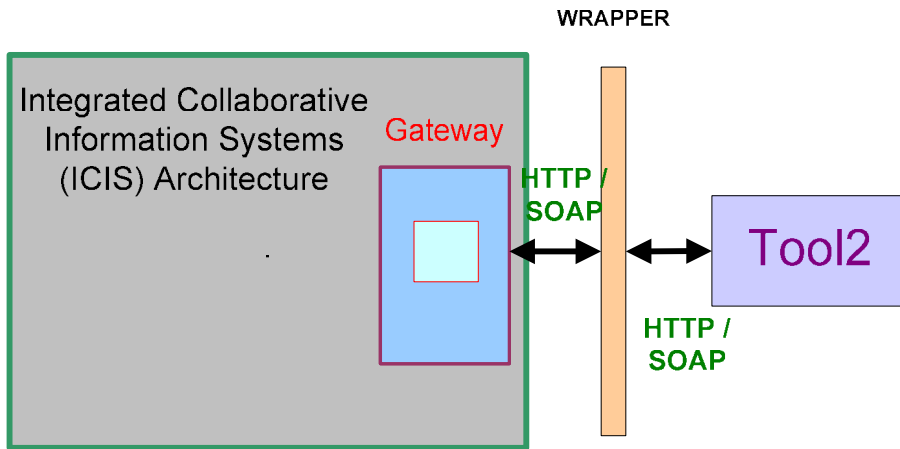 WRAPPER
Integrated Collaborative
Information Systems
(ICIS) Architecture
Gateway
HTTP /
SOAP
Tool2
HTTP /
SOAP